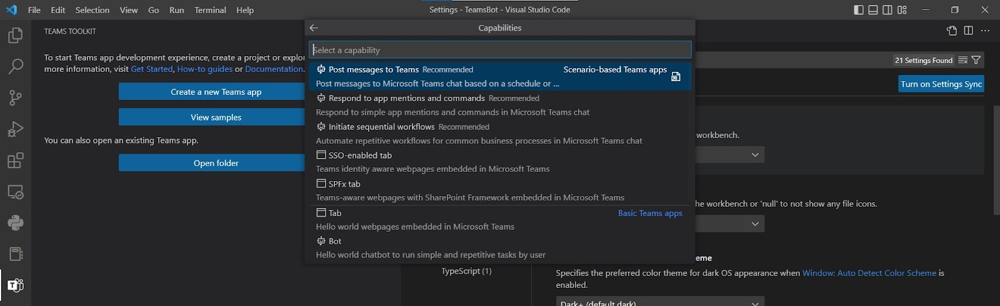 File Edit Selection View Go Run Terminal Help
Settings - TeamsBot - Visual Studio Code
TEAMS TOOLKIT
To start Teams app development experience, create a project or explor
more information, visit Get Started, How-to guides or Documentation.
Create a new Teams app
View samples
You can also open an existing Teams app.
Open folder
Capabilities
Select a capability
Post messages to Teams Recommended Scenario-based Teams apps
Post messages to Microsoft Teams chat based on a schedule or ...
Respond to app mentions and commands Recommended
Respond to simple app mentions and commands in Microsoft Teams chat
Initiate sequential workflows Recommended
Automate repetitive workflows for common business processes in Microsoft Teams chat
SSO-enabled tab
Teams identity aware webpages embedded in Microsoft Teams
SPFx tab
Teams-aware webpages with SharePoint Framework embedded in Microsoft Teams
Tab Basic Teams apps
Hello world webpages embedded in Microsoft Teams
Bot
Hello world chatbot to run simple and repetitive tasks by user
21 Settings Found
Turn on Settings Sync
workbench.
he workbench or 'null' to not show any file icons.
eme
TypeScript (1)
Specifies the preferred color theme for dark OS appearance when Window: Auto Detect Color Scheme is
enabled.
Dark+ (default dark)